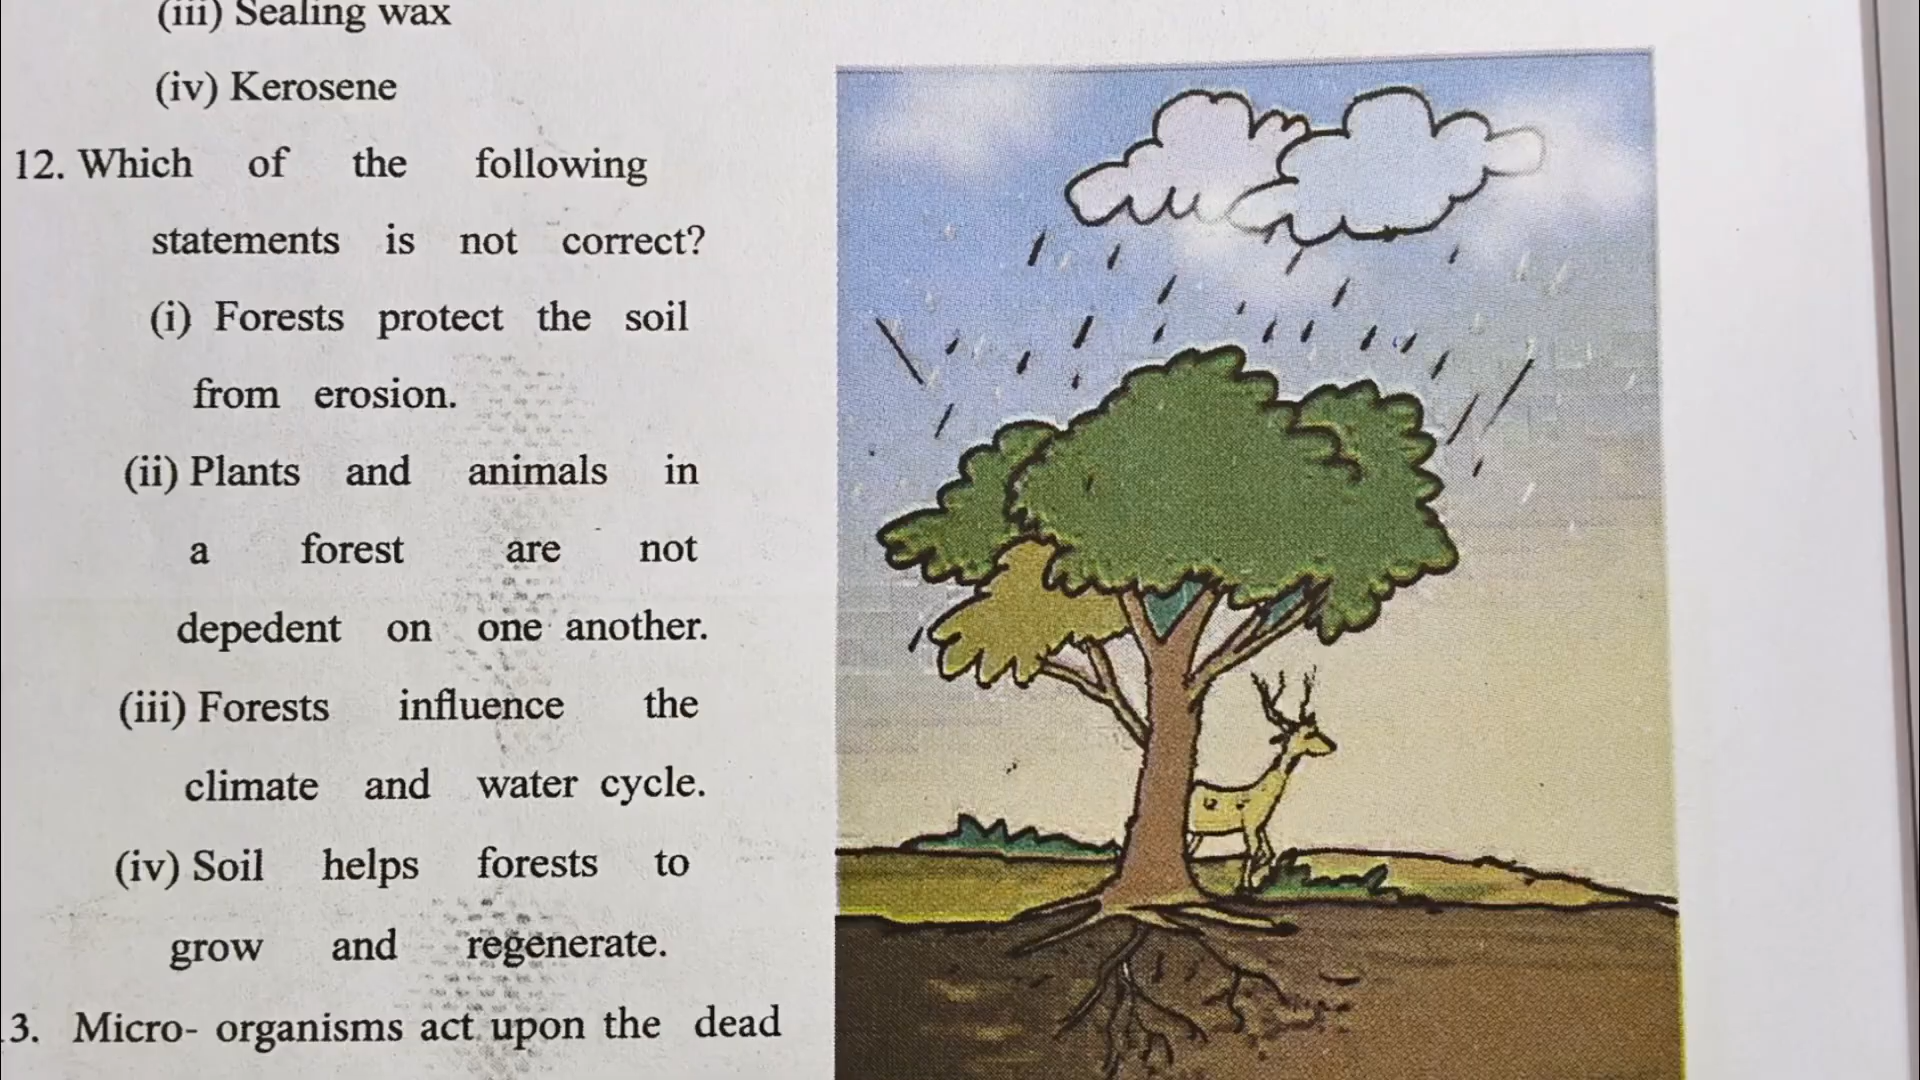 (iii) Sealing wax
(iv) Kerosene
12. Which of the following
statements is not correct?
(i) Forests protect the soil
from erosion.
(ii) Plants and animals in
a forest are not
depedent on one another.
(iii) Forests influence the
climate and water cycle.
(iv) Soil helps forests to
grow and regenerate.
3. Micro- organisms act upon the dead